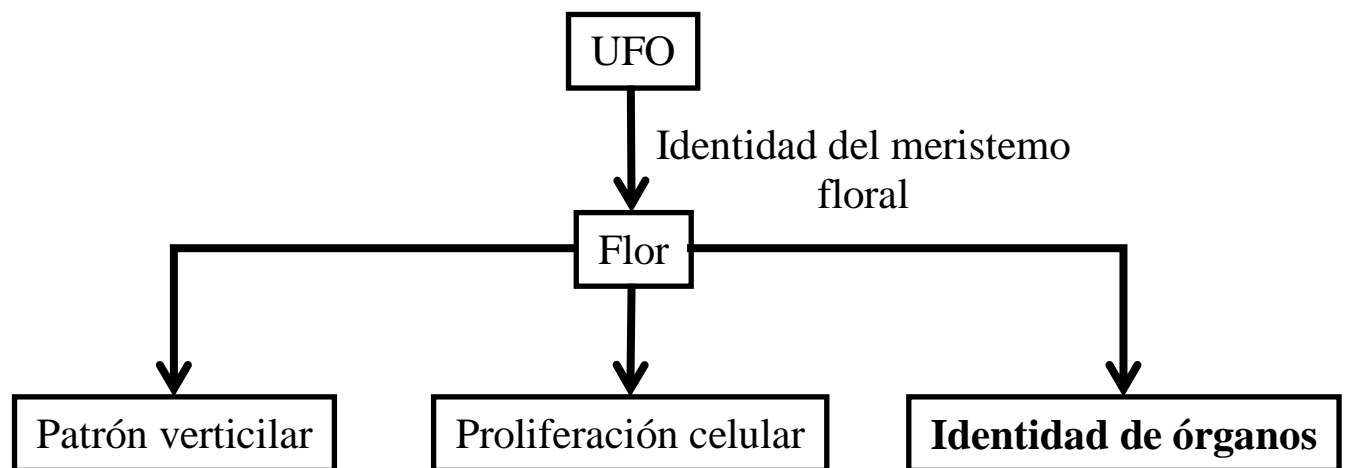 UFO
Identidad del meristemo
floral
Flor
Patrón verticilar
Proliferación celular
Identidad de órganos